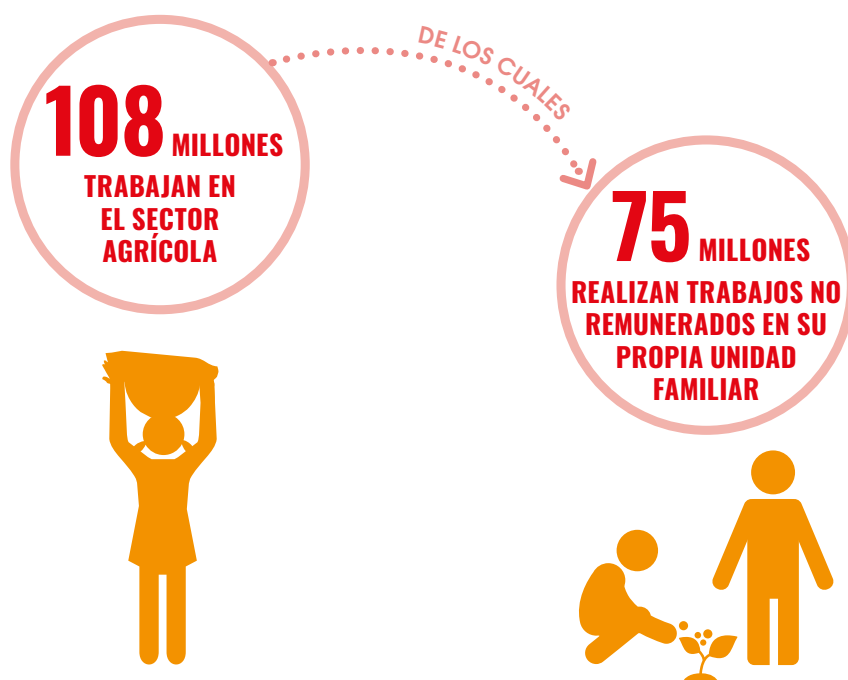 108 MILLONES
TRABAJAN EN
EL SECTOR
AGRÍCOLA
DE LOS CUALES
75 MILLONES
REALIZAN TRABAJOS NO
REMUNERADOS EN SU
PROPIA UNIDAD
FAMILIAR